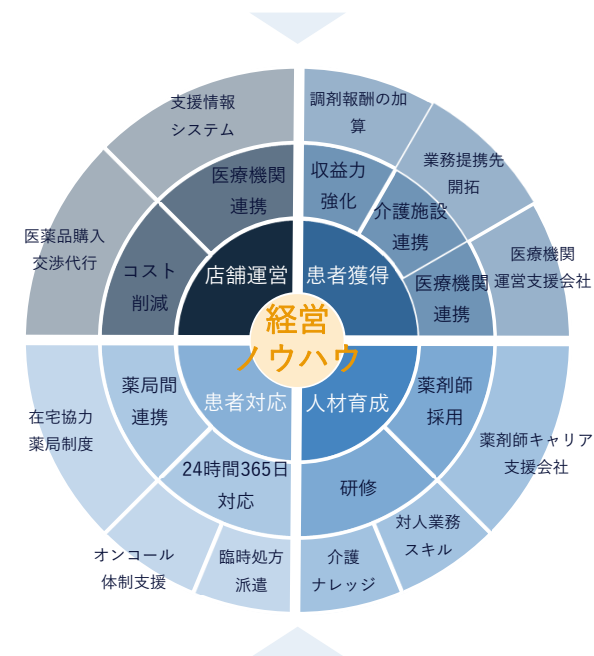 支援情報
システム
調剤報酬の加
算
業務提携先
開拓
医療機関
連携
収益力
強化
介護施設
連携
医薬品購入
交渉代行
コスト
削減
店舗運営
患者獲得
医療機関
連携
医療機関
運営支援会社
経営
ノウハウ
患者対応
人材育成
薬局間
連携
薬剤師
採用
在宅協力
薬局制度
薬剤師キャリア
支援会社
24時間365日
対応
研修
対人業務
スキル
オンコール
体制支援
臨時処方
派遣
介護
ナレッジ